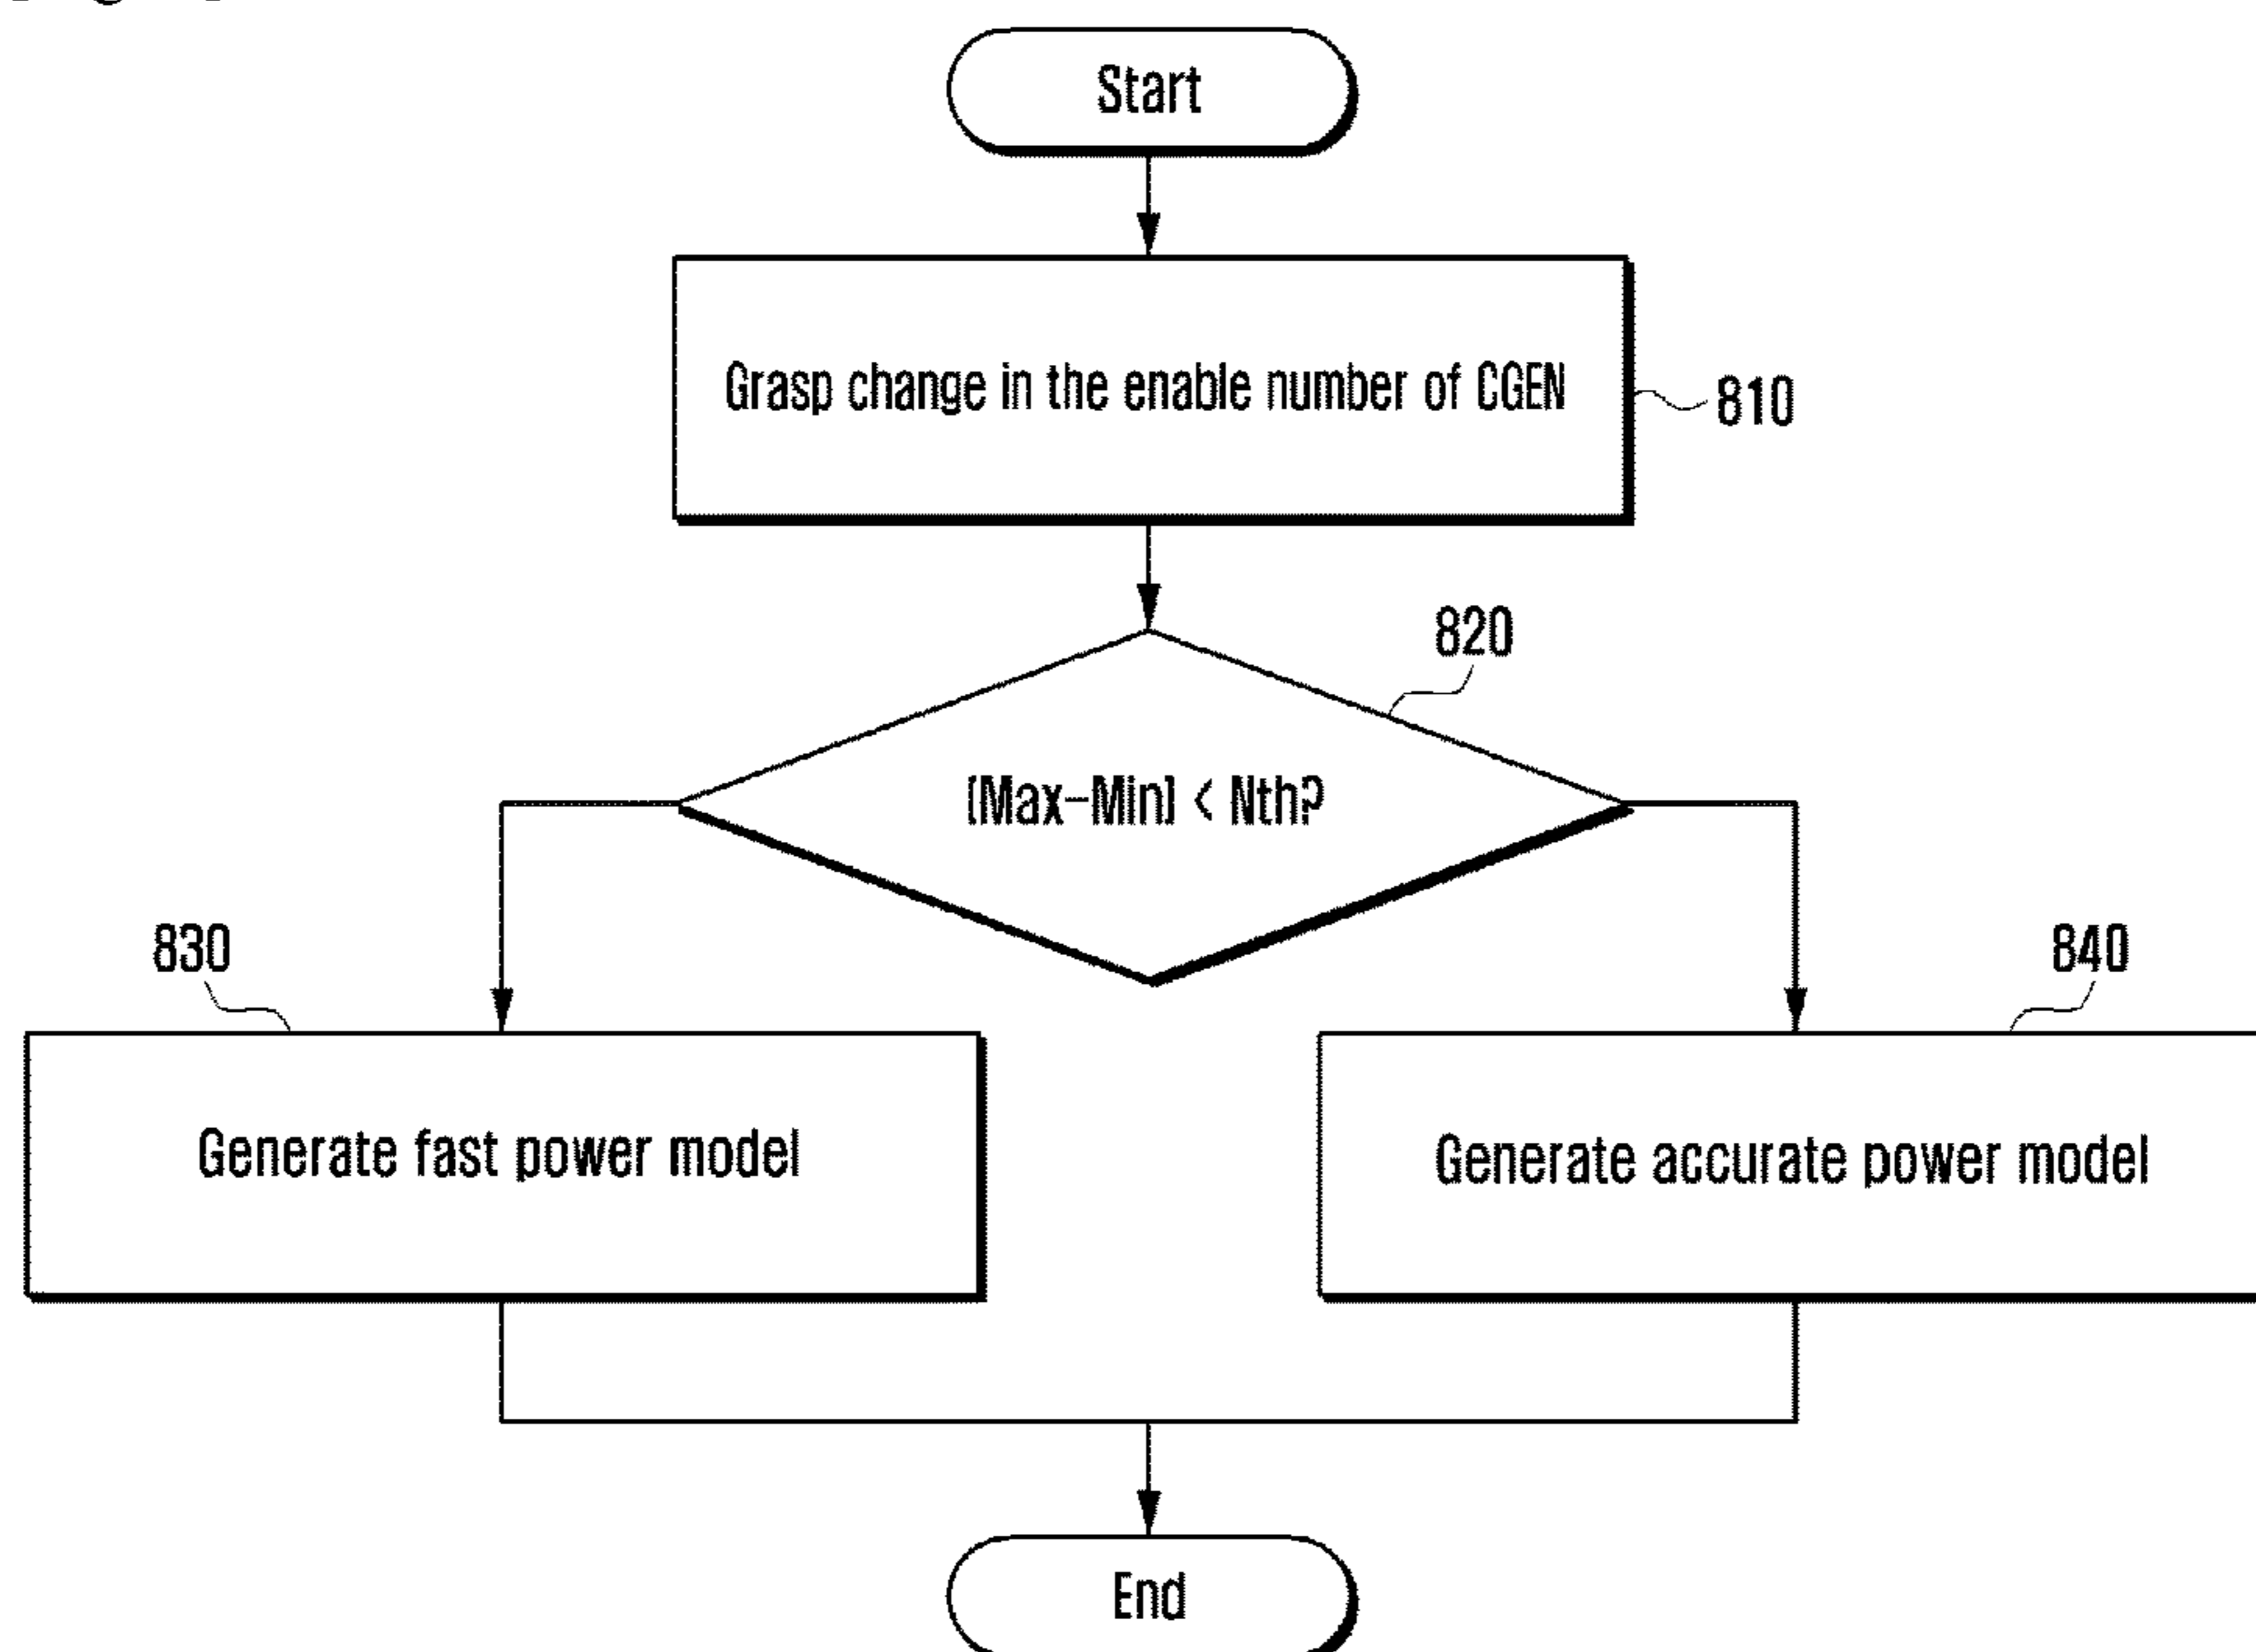 Start
Grasp change in the enable number of CGEN
810
820
(Max-Min) < Nth?
830
840
Generate fast power model
Generate accurate power model
End